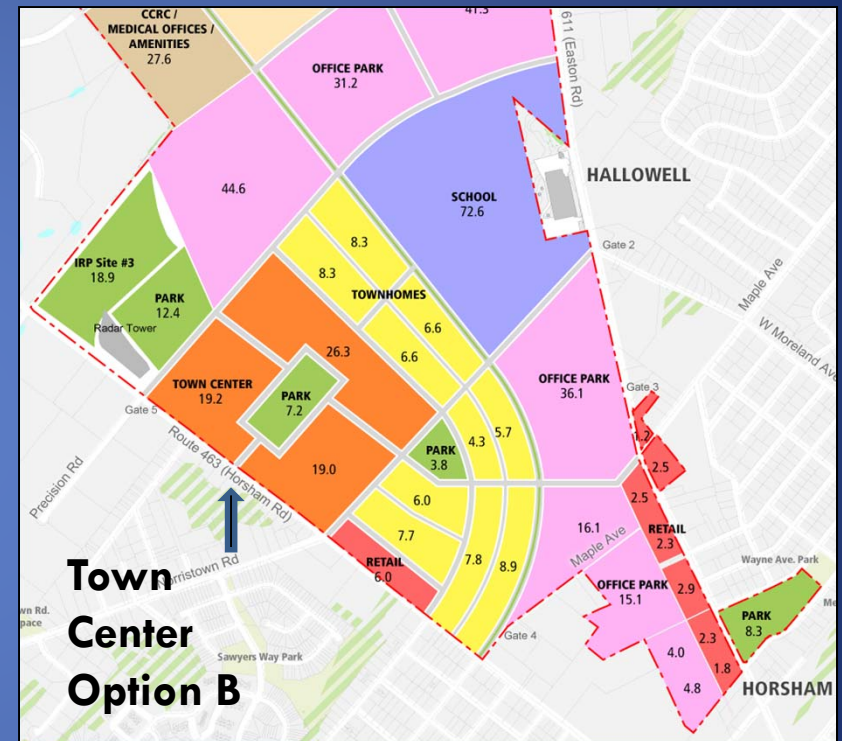 CCRC /
MEDICAL OFFICES /
AMENITIES
27.6
OFFICE PARK
31.2
41.3
611 (Easton Rd)
44.6
SCHOOL
72.6
HALLOWELL
Gate 2
8.3
8.3
IRP Site #3
18.9
PARK
12.4
Radar Tower
TOWNHOMES
6.6
6.6
26.3
Maple Ave
W Moreland Ave
TOWN CENTER
19.2
PARK
7.2
OFFICE PARK
36.1
Gate 3
Gate 5
1.2
2.5
4.3
5.7
PARK
3.8
Route 463 (Horsham Rd)
Precision Rd
19.0
6.0
2.5
16.1
RETAIL
2.3
7.7
Maple Ave
7.8
8.9
RETAIL
6.0
Norristown Rd
Wayne Ave. Park
OFFICE PARK
15.1
2.9
PARK
8.3
Town
Center
Option B
wn Rd.
pace
Gate 4
2.3
4.0
1.8
4.8
Sawyers Way Park
HORSHAM